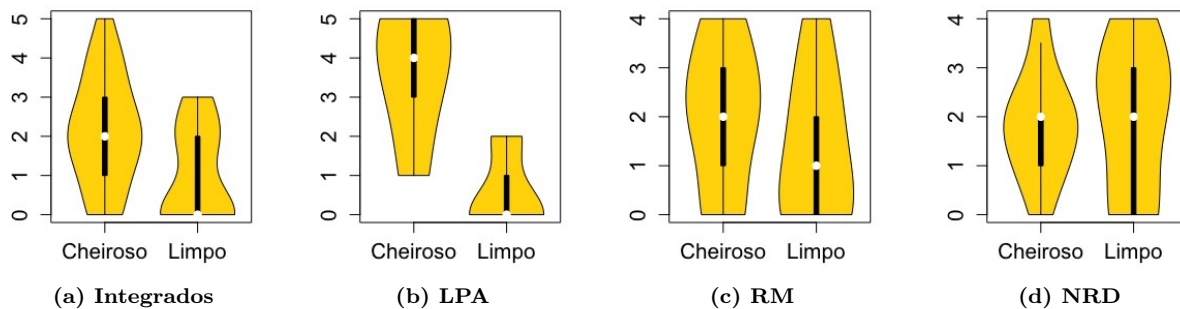 5 5 4 4
4 4 3 3
3 3 2 2
2 2 1 1
1 1 0 0
0 0
Cheiroso Limpo Cheiroso Limpo Cheiroso Limpo Cheiroso Limpo
(a) Integrados (b) LPA (c) RM (d) NRD